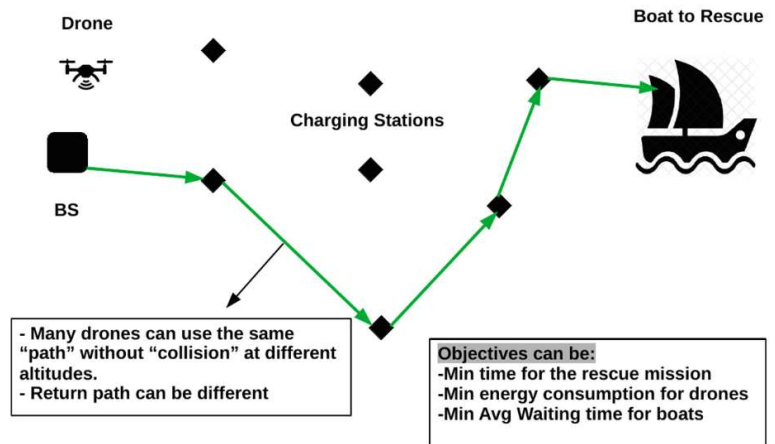 Drone
Boat to Rescue
Charging Stations
BS
- Many drones can use the same
“path” without “collision” at different
altitudes.
- Return path can be different
Objectives can be:
-Min time for the rescue mission
-Min energy consumption for drones
-Min Avg Waiting time for boats